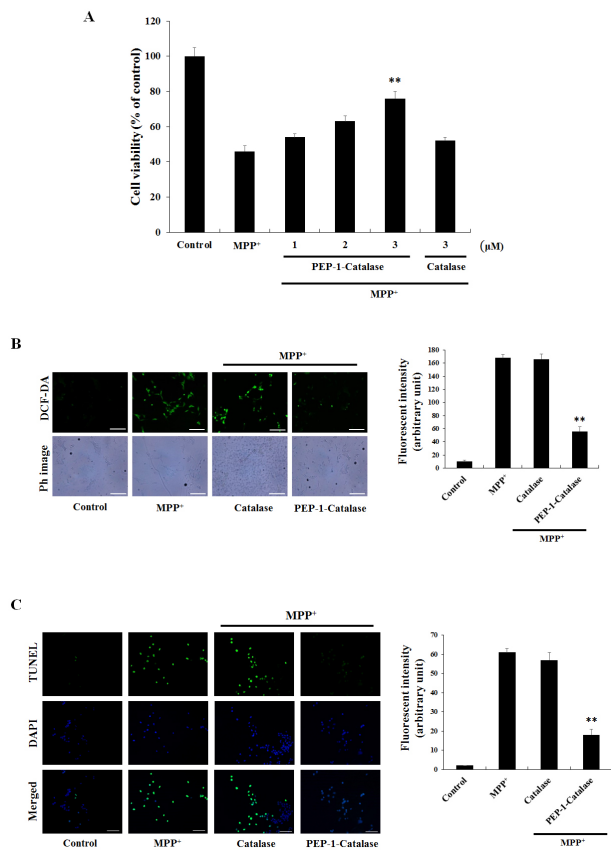 A
Cell viability (% of control)
120
100
80
60
40
20
0
**
Control
MPP+
1
2
3
3
(μM)
PEP-1-Catalase
Catalase
MPP+
B
MPP+
DCF-DA
Ph image
Control
MPP+
Catalase
PEP-1-Catalase
Fluorescent intensity
(arbitrary unit)
180
160
140
120
100
80
60
40
20
0
**
Control
MPP+
Catalase
PEP-1-Catalase
MPP+
C
MPP+
TUNEL
DAPI
Merged
Control
MPP+
Catalase
PEP-1-Catalase
Fluorescent intensity
(arbitrary unit)
70
60
50
40
30
20
10
0
**
Control
MPP+
Catalase
PEP-1-Catalase
MPP+